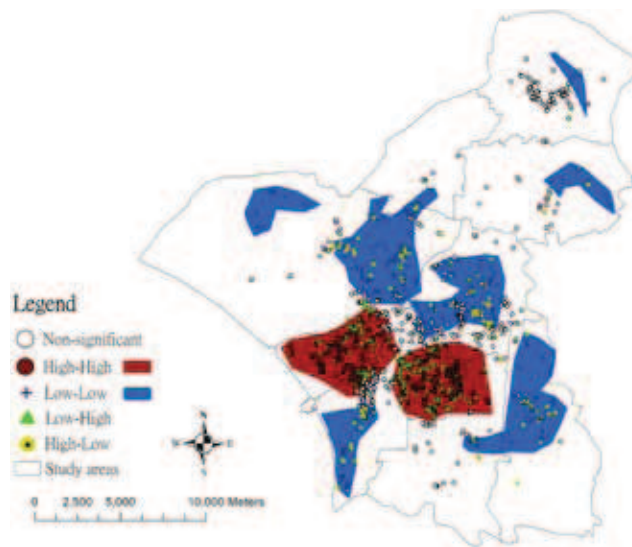 Legend
Non-significant
High-High
Low-Low
Low-High
High-Low
Study areas
N
W E
S
0 2,500 5,000 10,000 Meters